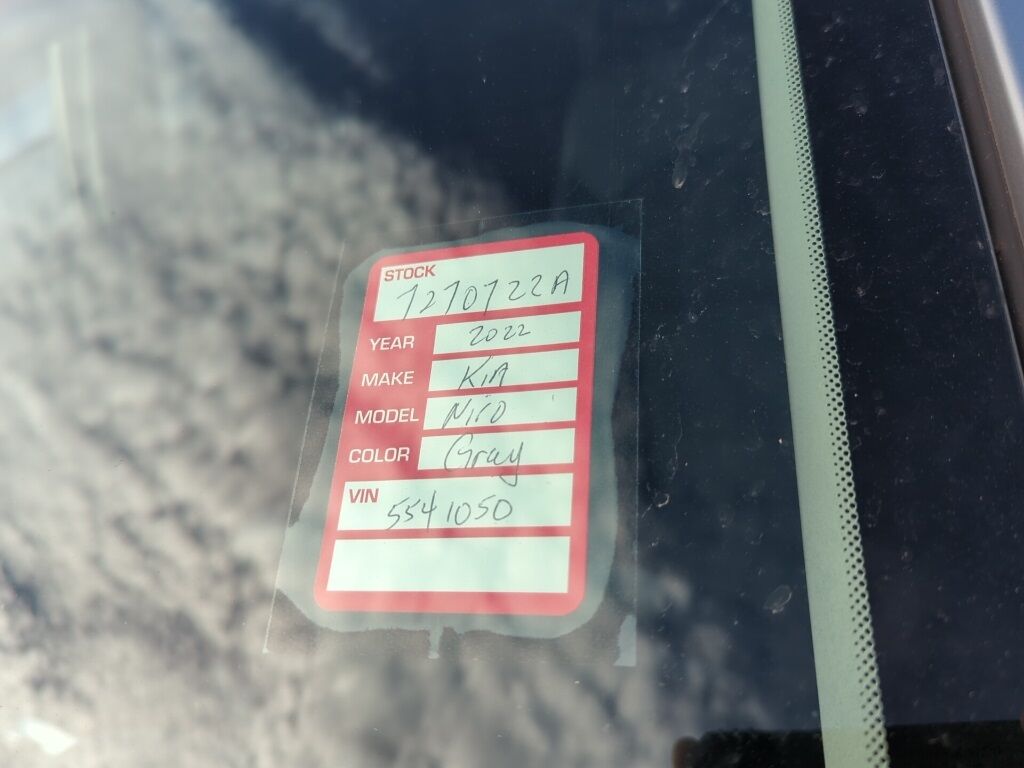 STOCK
7270722A
YEAR 2022
MAKE KIA
MODEL Niro
COLOR Gray
VIN
5541050